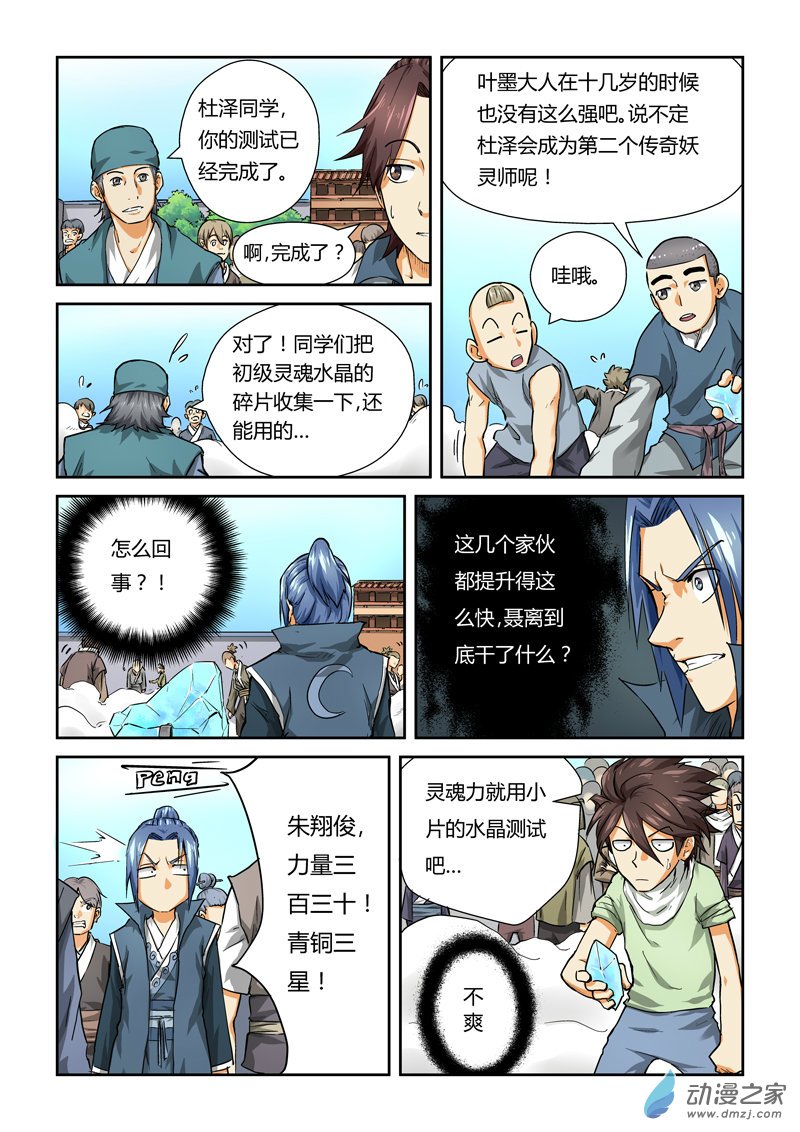 杜泽同学，
你的测试已
经完成了。
啊，完成了？
叶墨大人在十几岁的时候
也没有这么强吧。说不定
杜泽会成为第二个传奇妖
灵师呢！
哇哦。
对了！同学们把
初级灵魂水晶的
碎片收集一下，还
能用的…
怎么回
事？！
这几个家伙
都提升得这
么快，聂离到
底干了什么？
Peng
朱翔俊，
力量三
百三十！
青铜三
星！
灵魂力就用小
片的水晶测试
吧…
不
爽
动漫之家
www.dmzj.com